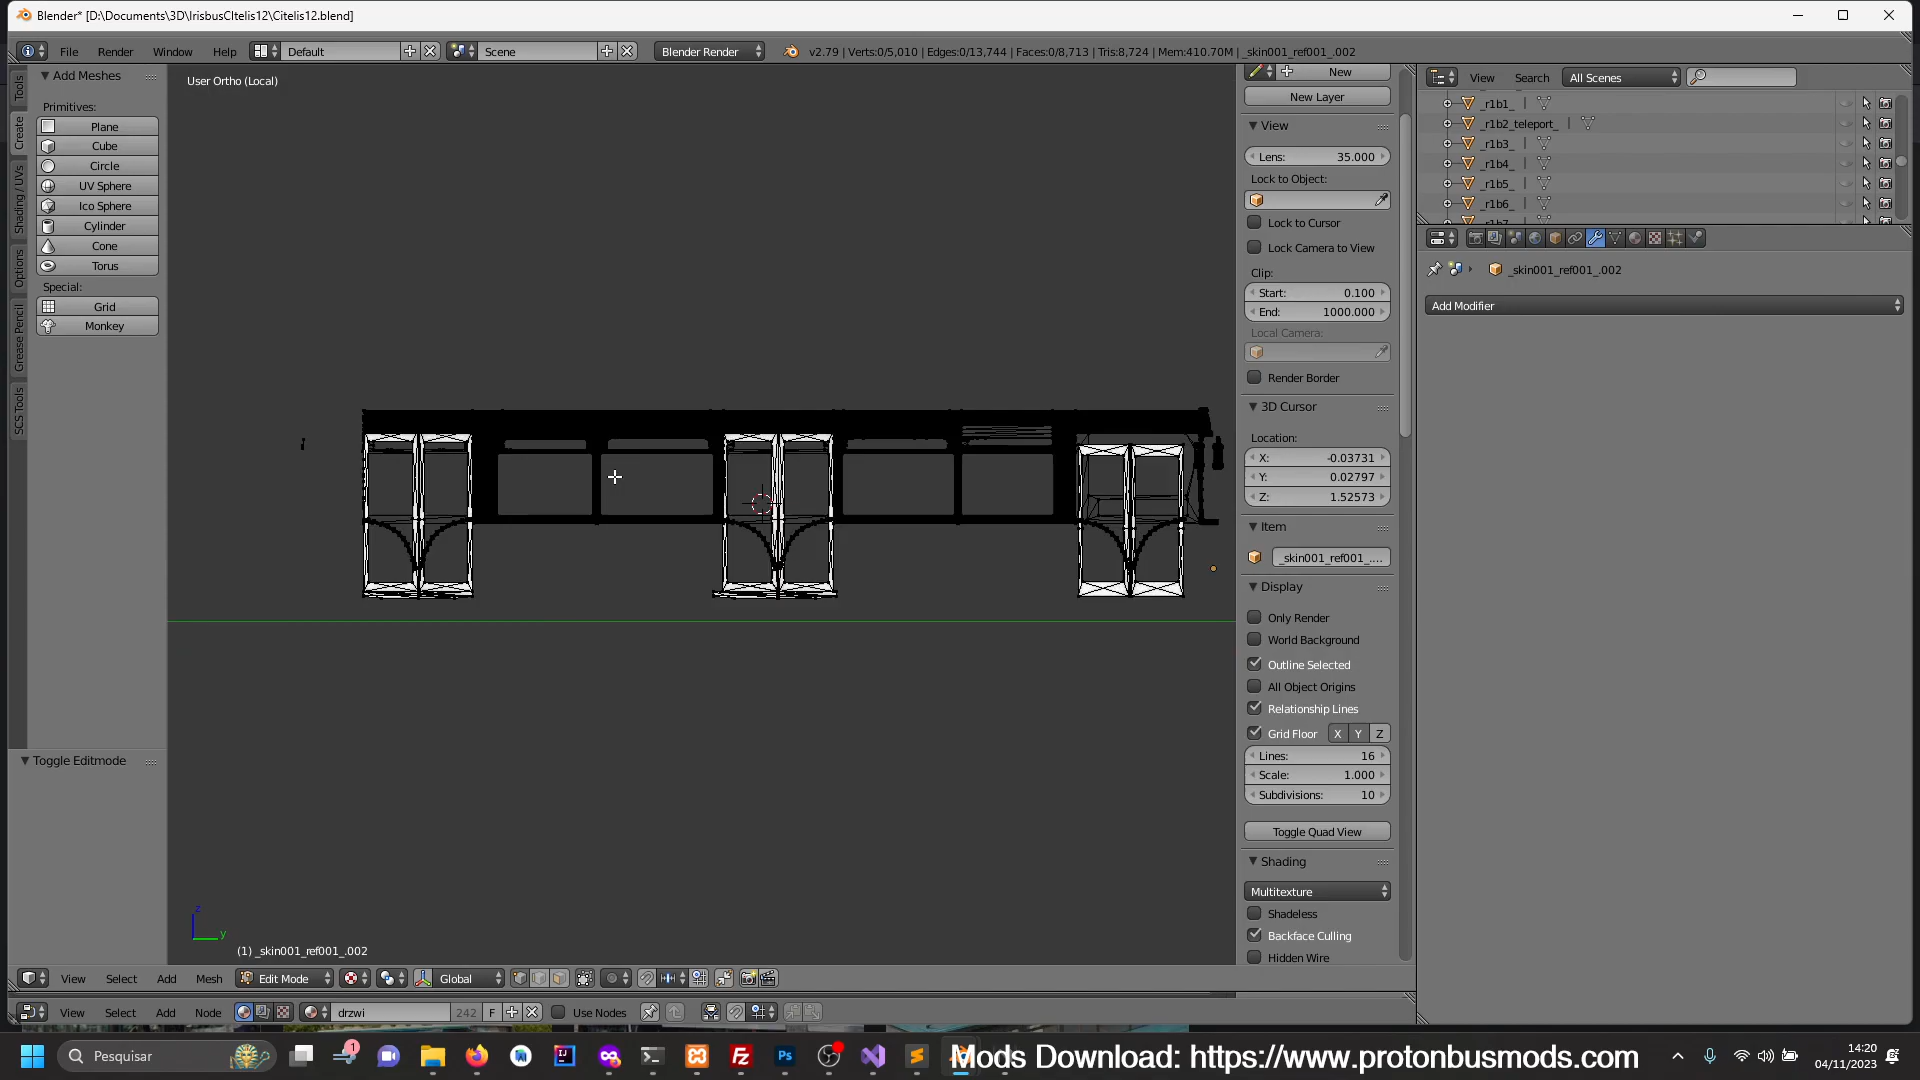 Blender* [D:\Documents\3D\IrisbusCItelis12\Citelis12.blend]
File Render Window Help Default Scene Blender Render v2.79 | Verts:0/5,010 | Edges:0/13,744 | Faces:0/8,713 | Tris:8,724 | Mem:410.70M | _skin001_ref001_.002
Tools
Create
Shading / UVs
Options
Grease Pencil
SCS Tools
Add Meshes
Primitives:
Plane
Cube
Circle
UV Sphere
Ico Sphere
Cylinder
Cone
Torus
Special:
Grid
Monkey
Toggle Editmode
User Ortho (Local)
z
y
(1) _skin001_ref001_.002
New
New Layer
View
Lens: 35.000
Lock to Object:
Lock to Cursor
Lock Camera to View
Clip:
Start: 0.100
End: 1000.000
Local Camera:
Render Border
3D Cursor
Location:
X: -0.03731
Y: 0.02797
Z: 1.52573
Item
_skin001_ref001_....
Display
Only Render
World Background
Outline Selected
All Object Origins
Relationship Lines
Grid Floor X Y Z
Lines: 16
Scale: 1.000
Subdivisions: 10
Toggle Quad View
Shading
Multitexture
Shadeless
Backface Culling
Hidden Wire
View Search All Scenes
_r1b1_
_r1b2_teleport_
_r1b3_
_r1b4_
_r1b5_
_r1b6_
_r1b7_
_skin001_ref001_.002
Add Modifier
View Select Add Mesh Edit Mode Global
View Select Add Node drzwi 242 F Use Nodes
Pesquisar
1
Mods Download: https://www.protonbusmods.com
14:20
04/11/2023